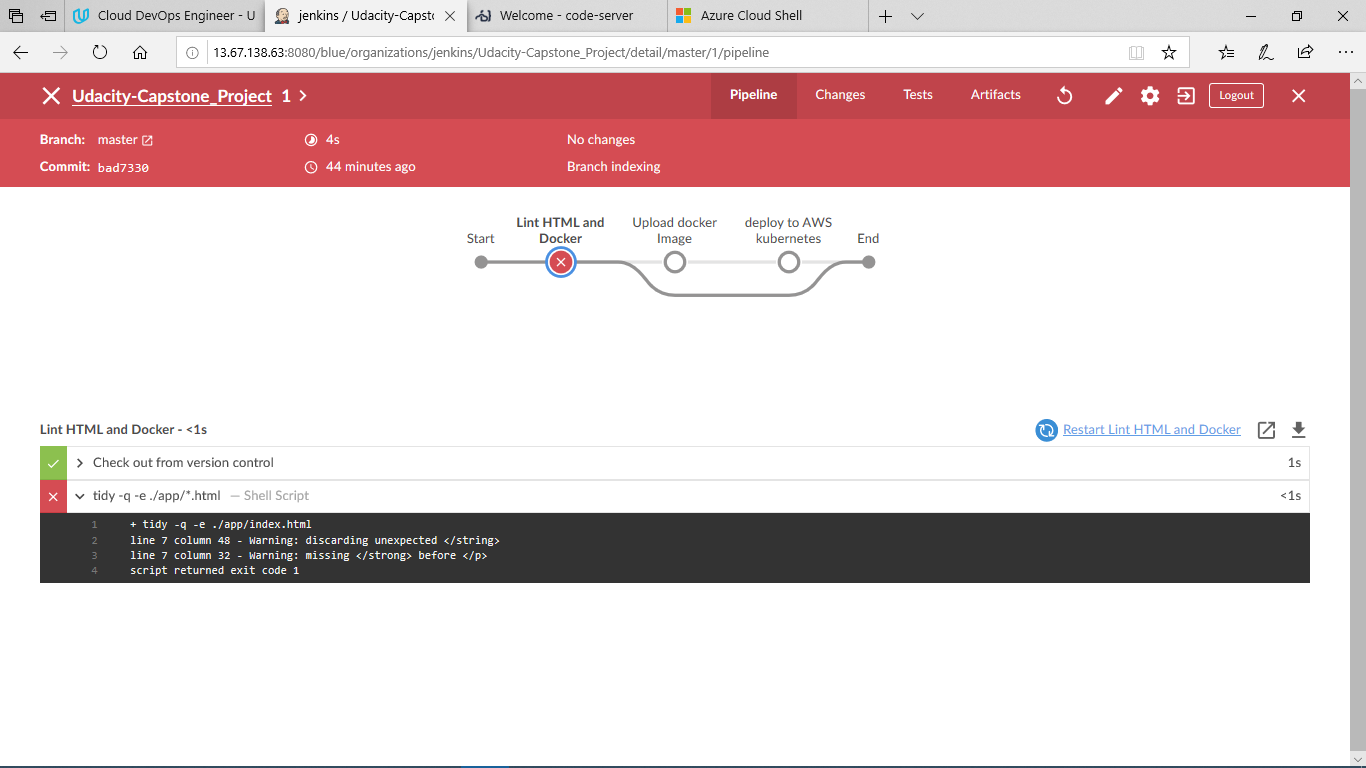 Cloud DevOps Engineer - U
jenkins / Udacity-Capsto
Welcome - code-server
Azure Cloud Shell
13.67.138.63:8080/blue/organizations/jenkins/Udacity-Capstone_Project/detail/master/1/pipeline
Udacity-Capstone_Project 1
Pipeline
Changes
Tests
Artifacts
Logout
Branch: master
4s
No changes
Commit: bad7330
44 minutes ago
Branch indexing
Start
Lint HTML and
Docker
Upload docker
Image
deploy to AWS
kubernetes
End
Lint HTML and Docker - <1s
Restart Lint HTML and Docker
Check out from version control
1s
tidy -q -e ./app/*.html — Shell Script
<1s
1 + tidy -q -e ./app/index.html
2 line 7 column 48 - Warning: discarding unexpected </string>
3 line 7 column 32 - Warning: missing </strong> before </p>
4 script returned exit code 1